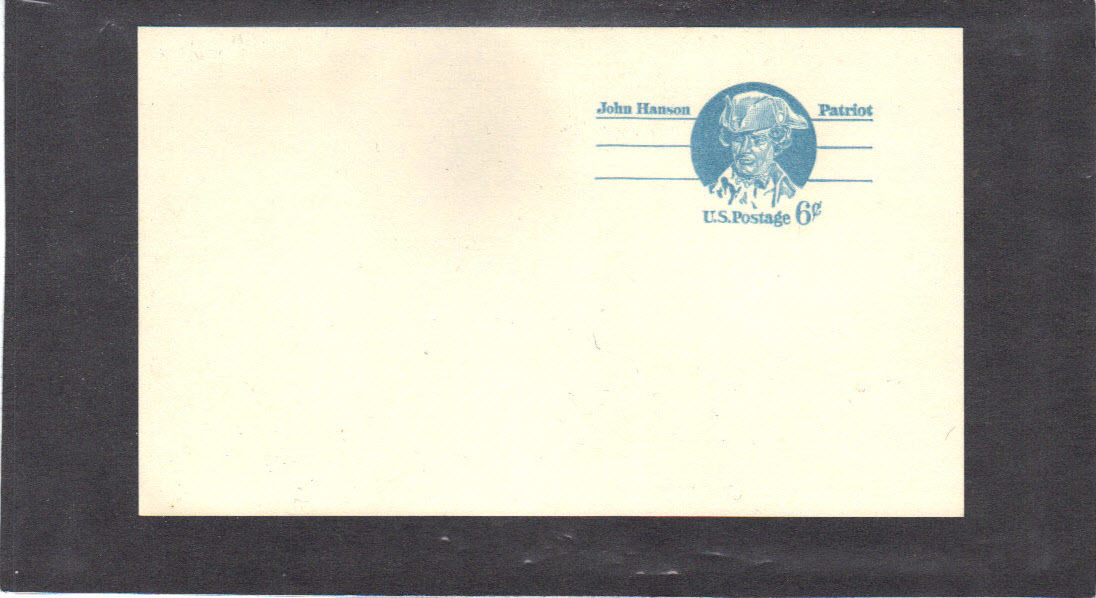 John Hanson Patriot
U.S. Postage 6¢